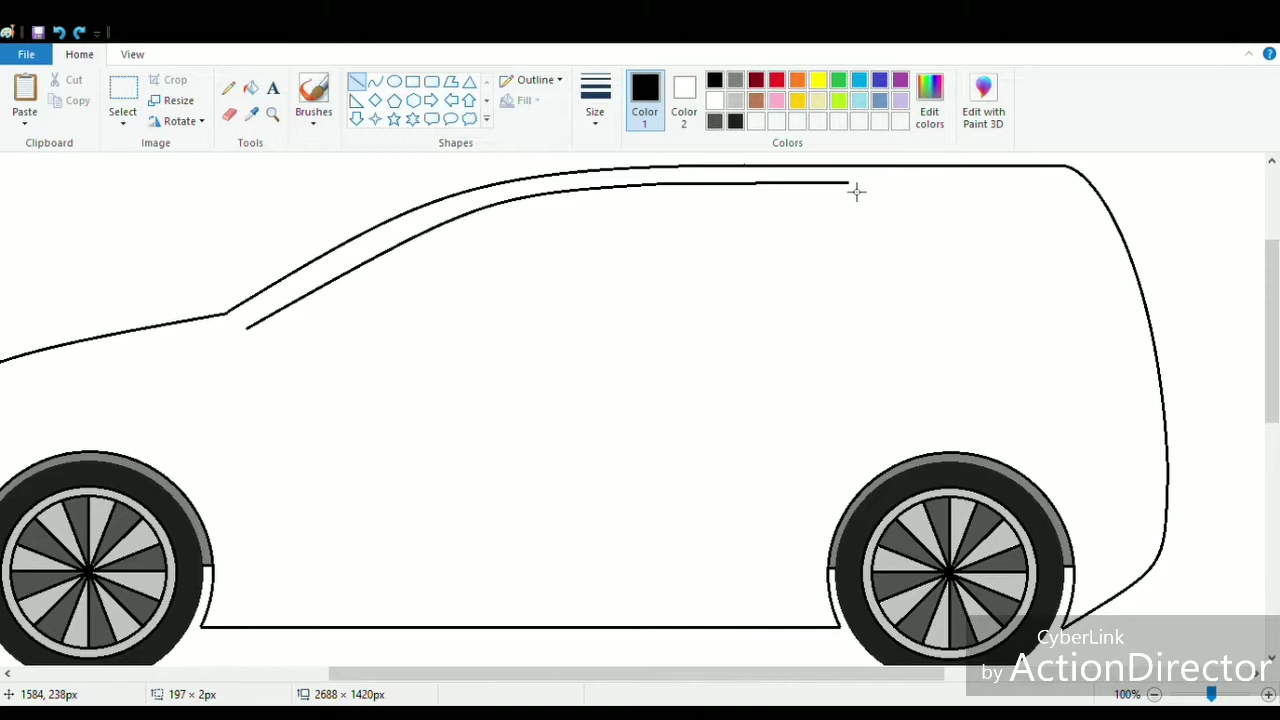 File Home View
Paste
Cut
Copy
Clipboard
Select
Crop
Resize
Rotate
Image
A
Tools
Brushes
Outline
Fill
Shapes
Size
Color
1
Color
2
Edit
colors
Colors
Edit with
Paint 3D
CyberLink
by ActionDirector
1584, 238px 197 × 2px 2688 × 1420px 100%